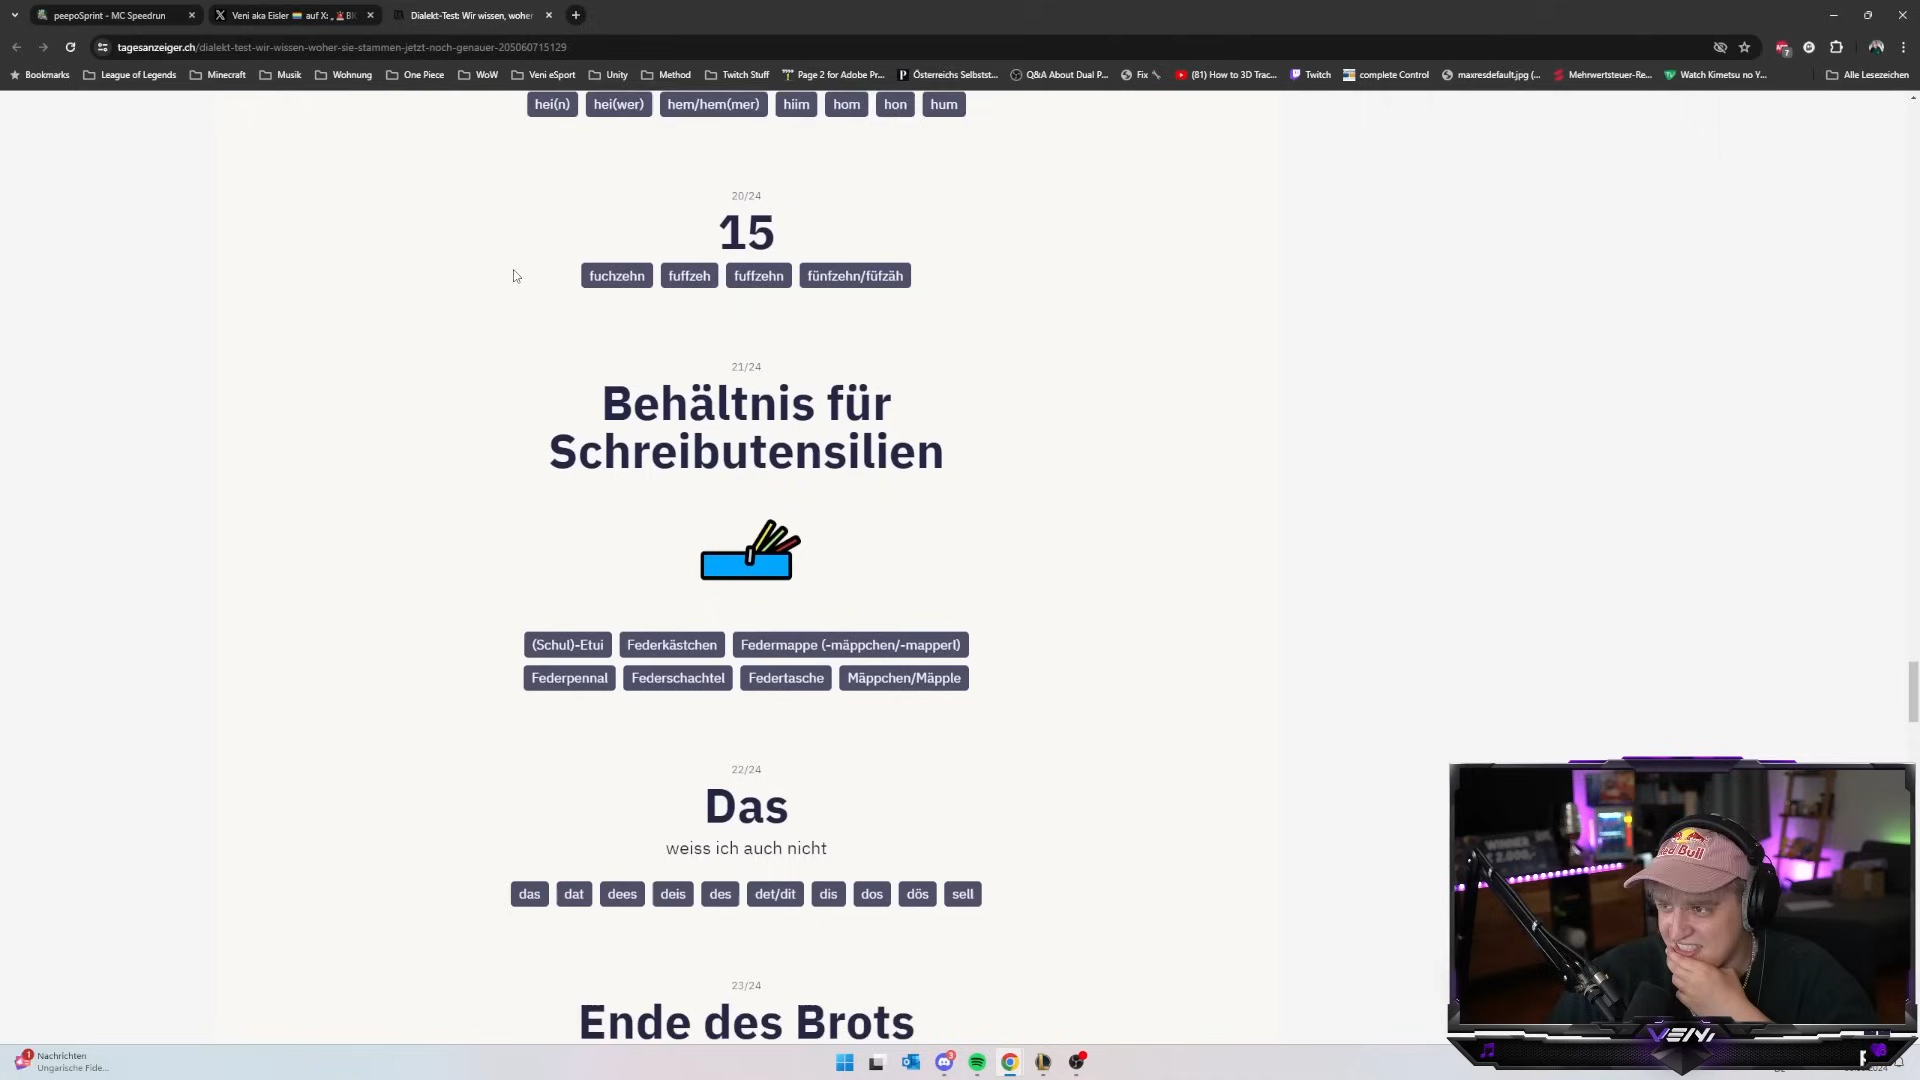 peepoSprint - MC Speedrun
Veni aka Eisler
Dialekt-Test: Wir wissen, woher
tagesanzeiger.ch/dialekt-test-wir-wissen-woher-sie-stammen-jetzt-noch-genauer-205060715129
Bookmarks League of Legends Minecraft Musik Wohnung One Piece WoW Veni eSport Unity Method Twitch Stuff Page 2 for Adobe Pr... Österreichs Selbstst... Q&A About Dual P... Fix (81) How to 3D Trac... Twitch complete Control maxresdefault.jpg (... Mehrwertsteuer-Re... Watch Kimetsu no Y... Alle Lesezeichen
hei(n) hei(wer) hem/hem(mer) hiim hom hon hum
20/24
15
fuchzehn fuffzeh fuffzehn fünfzehn/füfzäh
21/24
Behältnis für
Schreibutensilien
(Schul)-Etui Federkästchen Federmappe (-mäppchen/-mapperl)
Federpennal Federschachtel Federtasche Mäppchen/Mäpple
22/24
Das
weiss ich auch nicht
das dat dees deis des det/dit dis dos dös sell
23/24
Ende des Brots
WINNER
Red Bull
VENI
Nachrichten
Ungarische Fide...